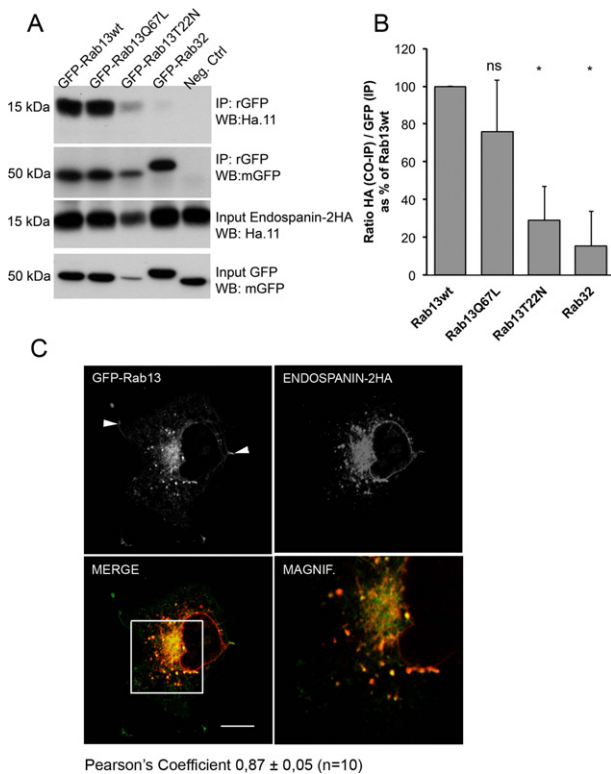 A
GFP-Rab13wt
GFP-Rab13Q67L
GFP-Rab13T22N
GFP-Rab32
Neg. Ctrl
15 kDa
IP: rGFP
WB:Ha.11
50 kDa
IP: rGFP
WB:mGFP
15 kDa
Input Endospanin-2HA
WB: Ha.11
50 kDa
Input GFP
WB: mGFP
B
Ratio HA (CO-IP) / GFP (IP)
as % of Rab13wt
120
100
80
60
40
20
0
ns
*
*
Rab13wt
Rab13Q67L
Rab13T22N
Rab32
C
GFP-Rab13
ENDOSPANIN-2HA
MERGE
MAGNIF.
Pearson's Coefficient 0,87 ± 0,05 (n=10)